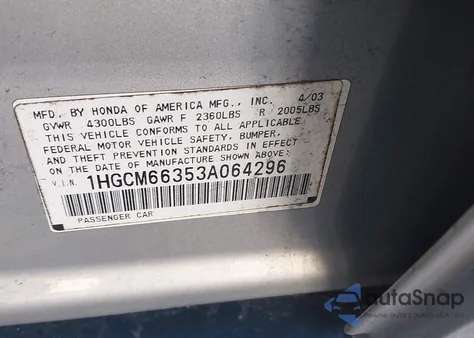 MFD. BY HONDA OF AMERICA MFG., INC. 4/03
GVWR 4300LBS GAWR F 2360LBS R 2005LBS
THIS VEHICLE CONFORMS TO ALL APPLICABLE
FEDERAL MOTOR VEHICLE SAFETY, BUMPER,
AND THEFT PREVENTION STANDARDS IN EFFECT
ON THE DATE OF MANUFACTURE SHOWN ABOVE.
V.I.N. 1HGCM66353A064296
PASSENGER CAR
autaSnap